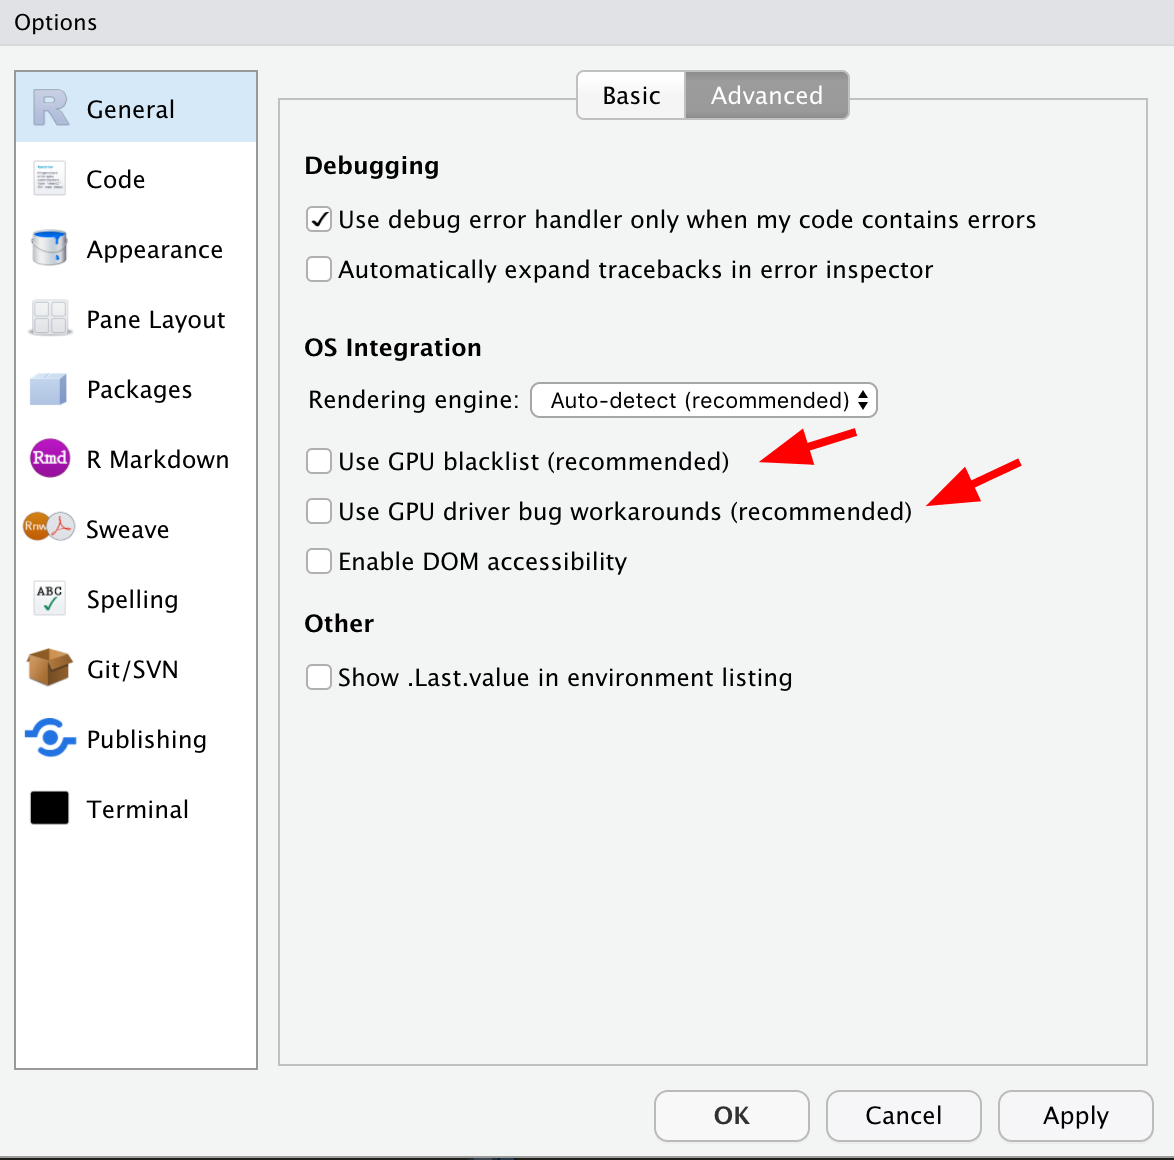 Options
General
Code
Appearance
Pane Layout
Packages
Rmd
R Markdown
Rnw
Sweave
ABC
Spelling
Git/SVN
Publishing
Terminal
Basic
Advanced
Debugging
Use debug error handler only when my code contains errors
Automatically expand tracebacks in error inspector
OS Integration
Rendering engine: Auto-detect (recommended)
Use GPU blacklist (recommended)
Use GPU driver bug workarounds (recommended)
Enable DOM accessibility
Other
Show .Last.value in environment listing
OK
Cancel
Apply